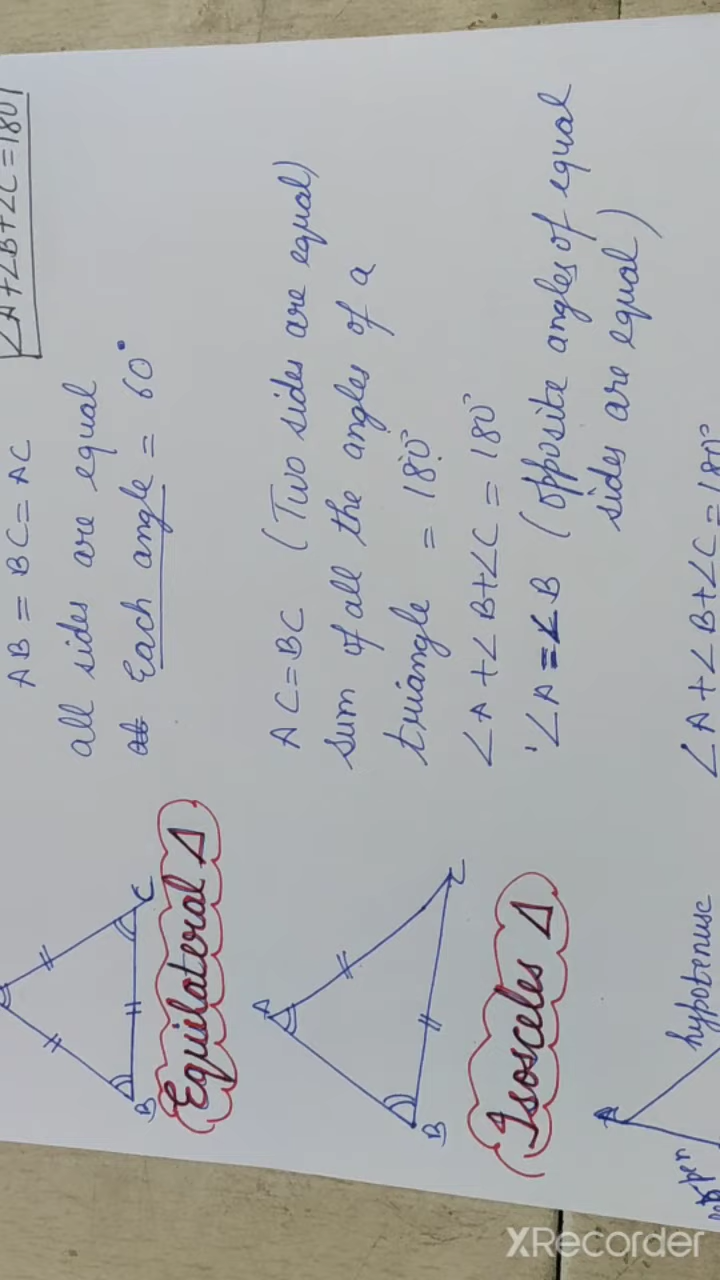 ∠A+∠B+∠C=180
AB = BC = AC
all sides are equal
Each angle = 60°
A
B
C
Equilateral Δ
AC=BC (Two sides are equal)
sum of all the angles of a
triangle = 180°
∠A+∠B+∠C = 180°
∠A=∠B (opposite angles of equal
sides are equal)
A
B
C
Isosceles Δ
∠A+∠B+∠C=180°
A
hypotenuse
XRecorder